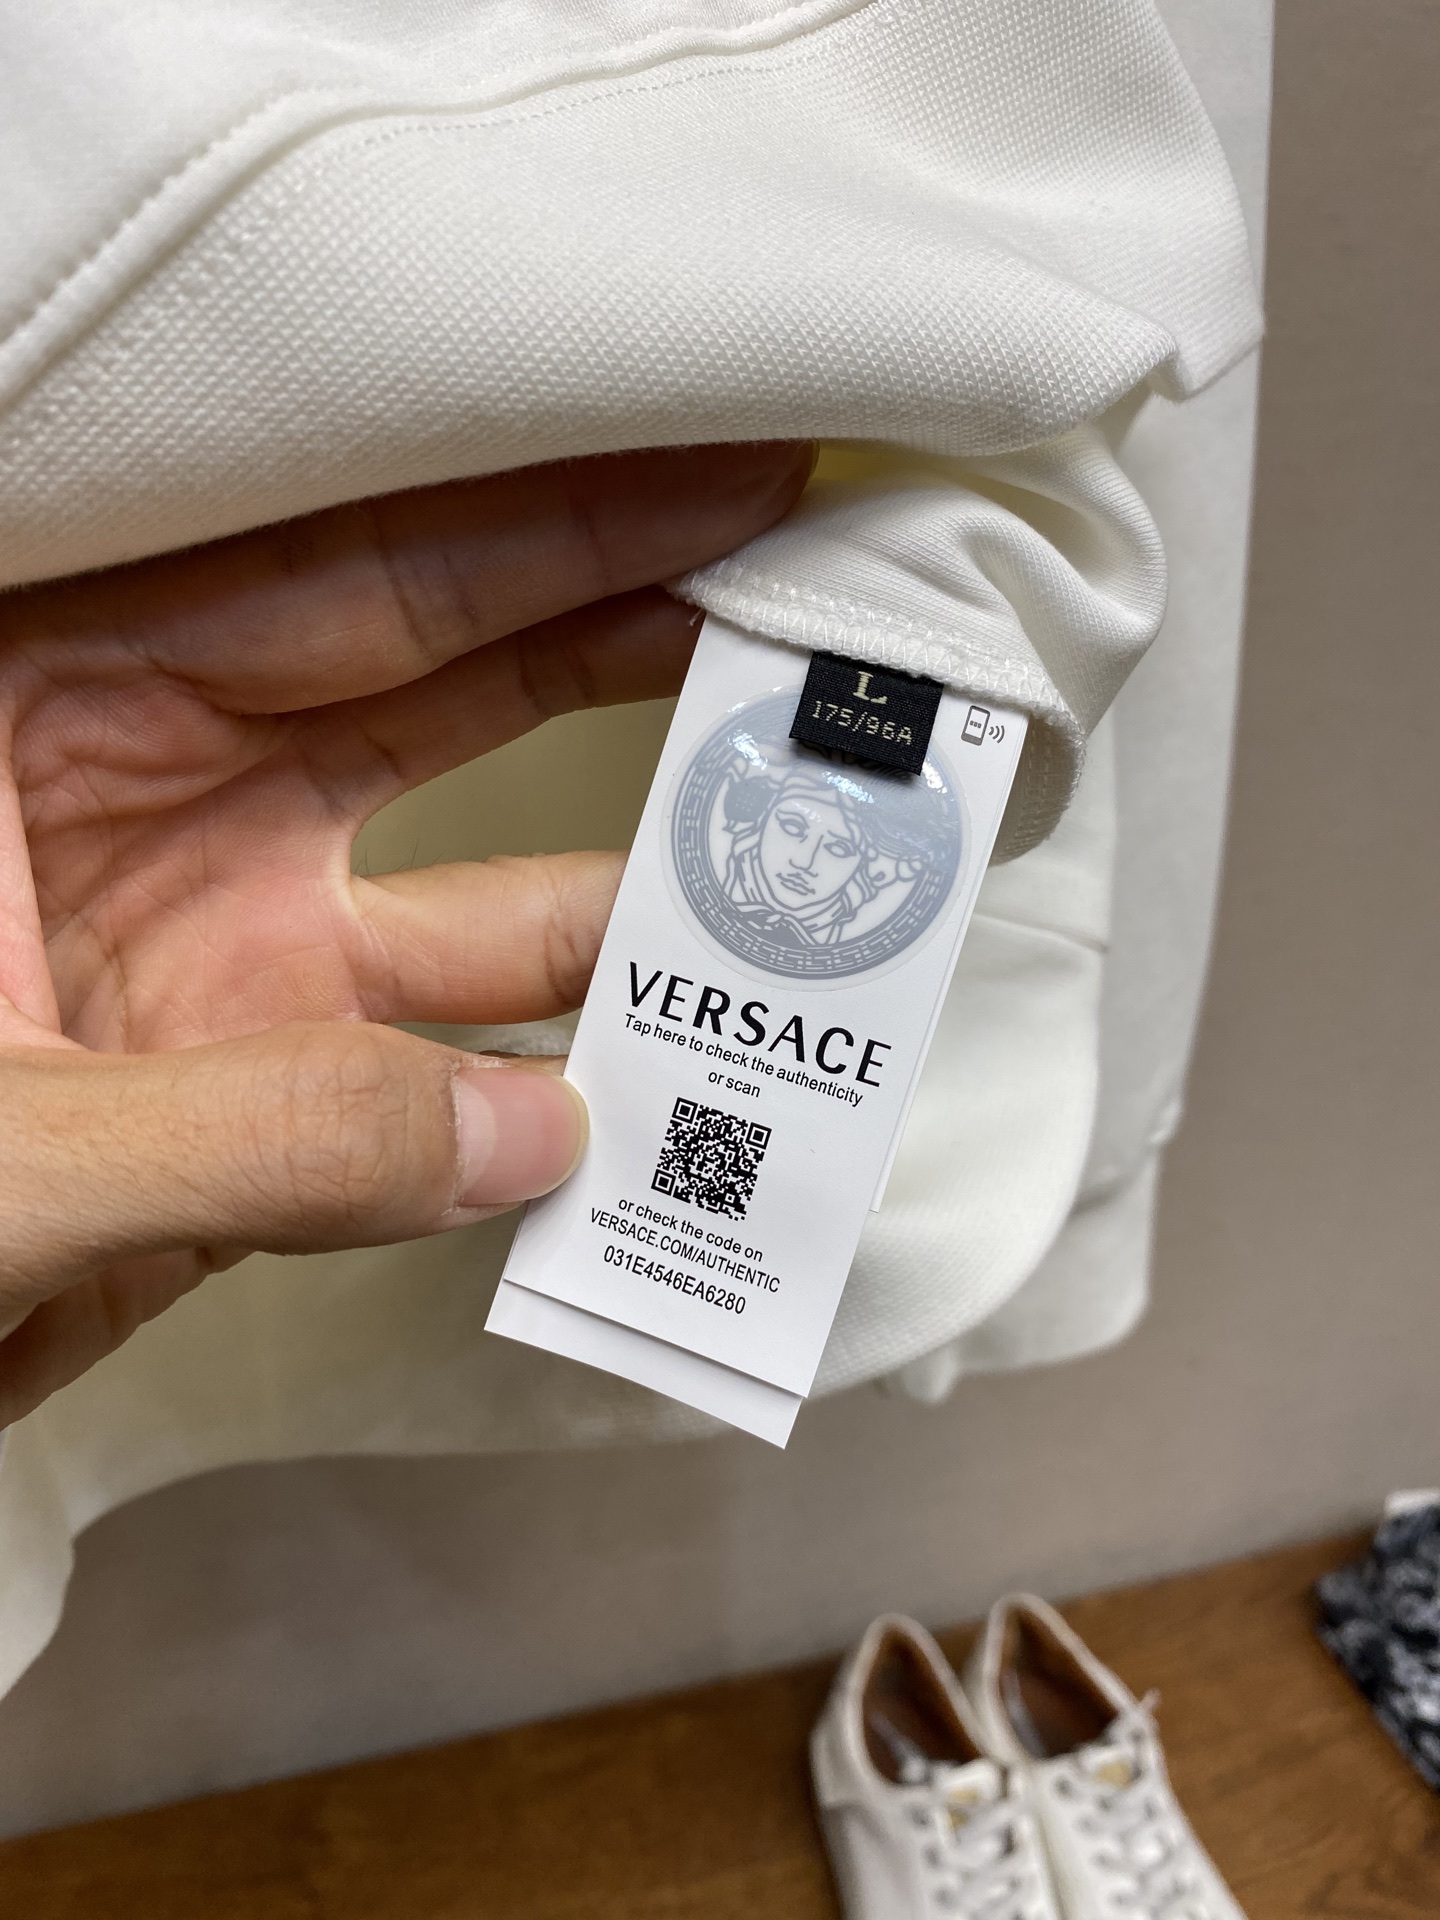 L
175/96A
VERSACE
Tap here to check the authenticity
or scan
or check the code on
VERSACE.COM/AUTHENTIC
031E4546EA6280